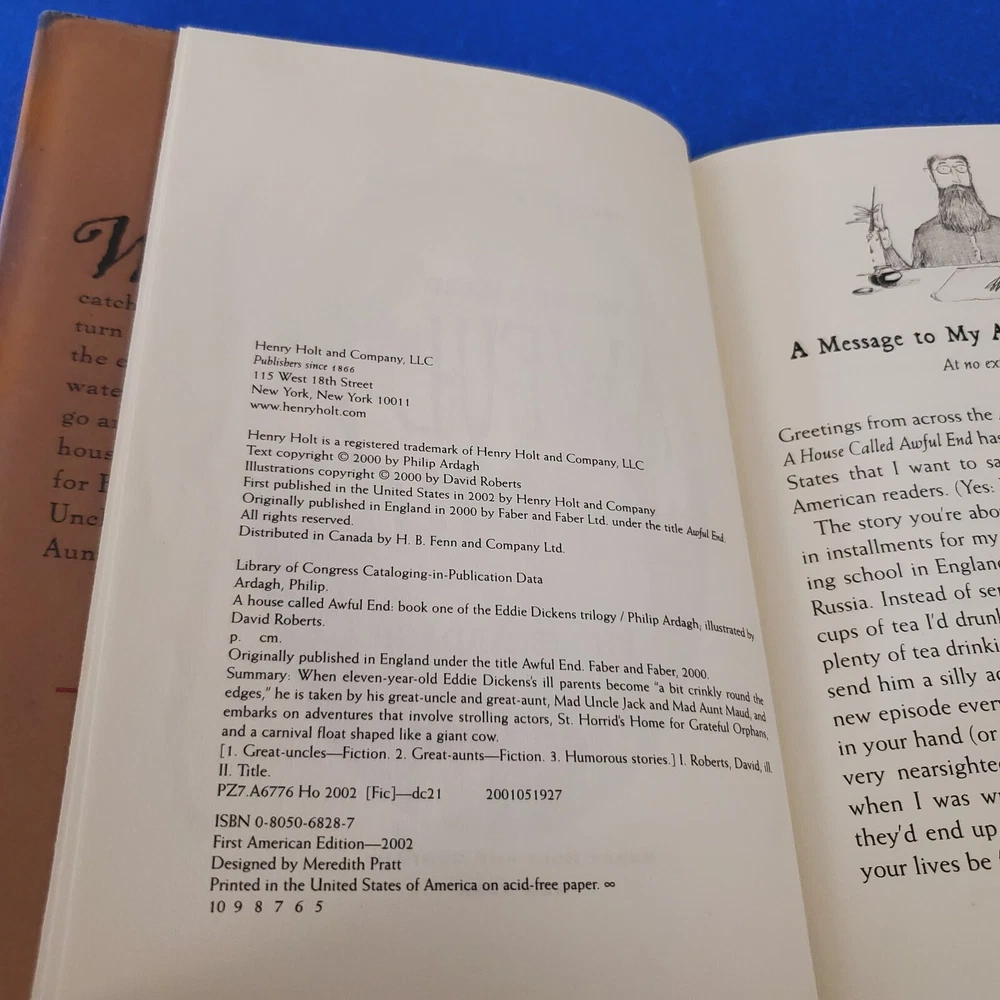 W
catch
turn
the e
wate
go a
hous
for
Unc
Aun
Henry Holt and Company, LLC
Publishers since 1866
115 West 18th Street
New York, New York 10011
www.henryholt.com
Henry Holt is a registered trademark of Henry Holt and Company, LLC
Text copyright © 2000 by Philip Ardagh
Illustrations copyright © 2000 by David Roberts
First published in the United States in 2002 by Henry Holt and Company
Originally published in England in 2000 by Faber and Faber Ltd. under the title Awful End.
All rights reserved.
Distributed in Canada by H. B. Fenn and Company Ltd.
Library of Congress Cataloging-in-Publication Data
Ardagh, Philip.
A house called Awful End: book one of the Eddie Dickens trilogy / Philip Ardagh; illustrated by
David Roberts.
p. cm.
Originally published in England under the title Awful End. Faber and Faber, 2000.
Summary: When eleven-year-old Eddie Dickens's ill parents become "a bit crinkly round the
edges," he is taken by his great-uncle and great-aunt, Mad Uncle Jack and Mad Aunt Maud, and
embarks on adventures that involve strolling actors, St. Horrid's Home for Grateful Orphans,
and a carnival float shaped like a giant cow.
[1. Great-uncles—Fiction. 2. Great-aunts—Fiction. 3. Humorous stories.] I. Roberts, David, ill.
II. Title.
PZ7.A6776 Ho 2002 [Fic]—dc21 2001051927
ISBN 0-8050-6828-7
First American Edition—2002
Designed by Meredith Pratt
Printed in the United States of America on acid-free paper. ∞
10 9 8 7 6 5
A Message to My A
At no ex
Greetings from across the
A House Called Awful End has
States that I want to sa
American readers. (Yes:
The story you're abo
in installments for my
ing school in England
Russia. Instead of se
cups of tea I'd drun
plenty of tea drinki
send him a silly a
new episode ever
in your hand (or
very nearsighte
when I was w
they'd end up
your lives be